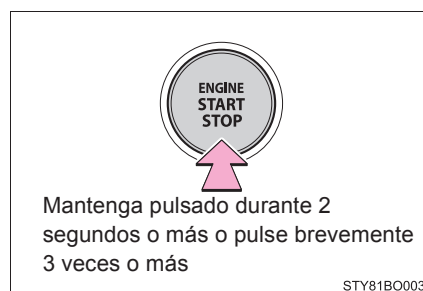 ENGINE
START
STOP
Mantenga pulsado durante 2
segundos o más o pulse brevemente
3 veces o más
STY81BO003